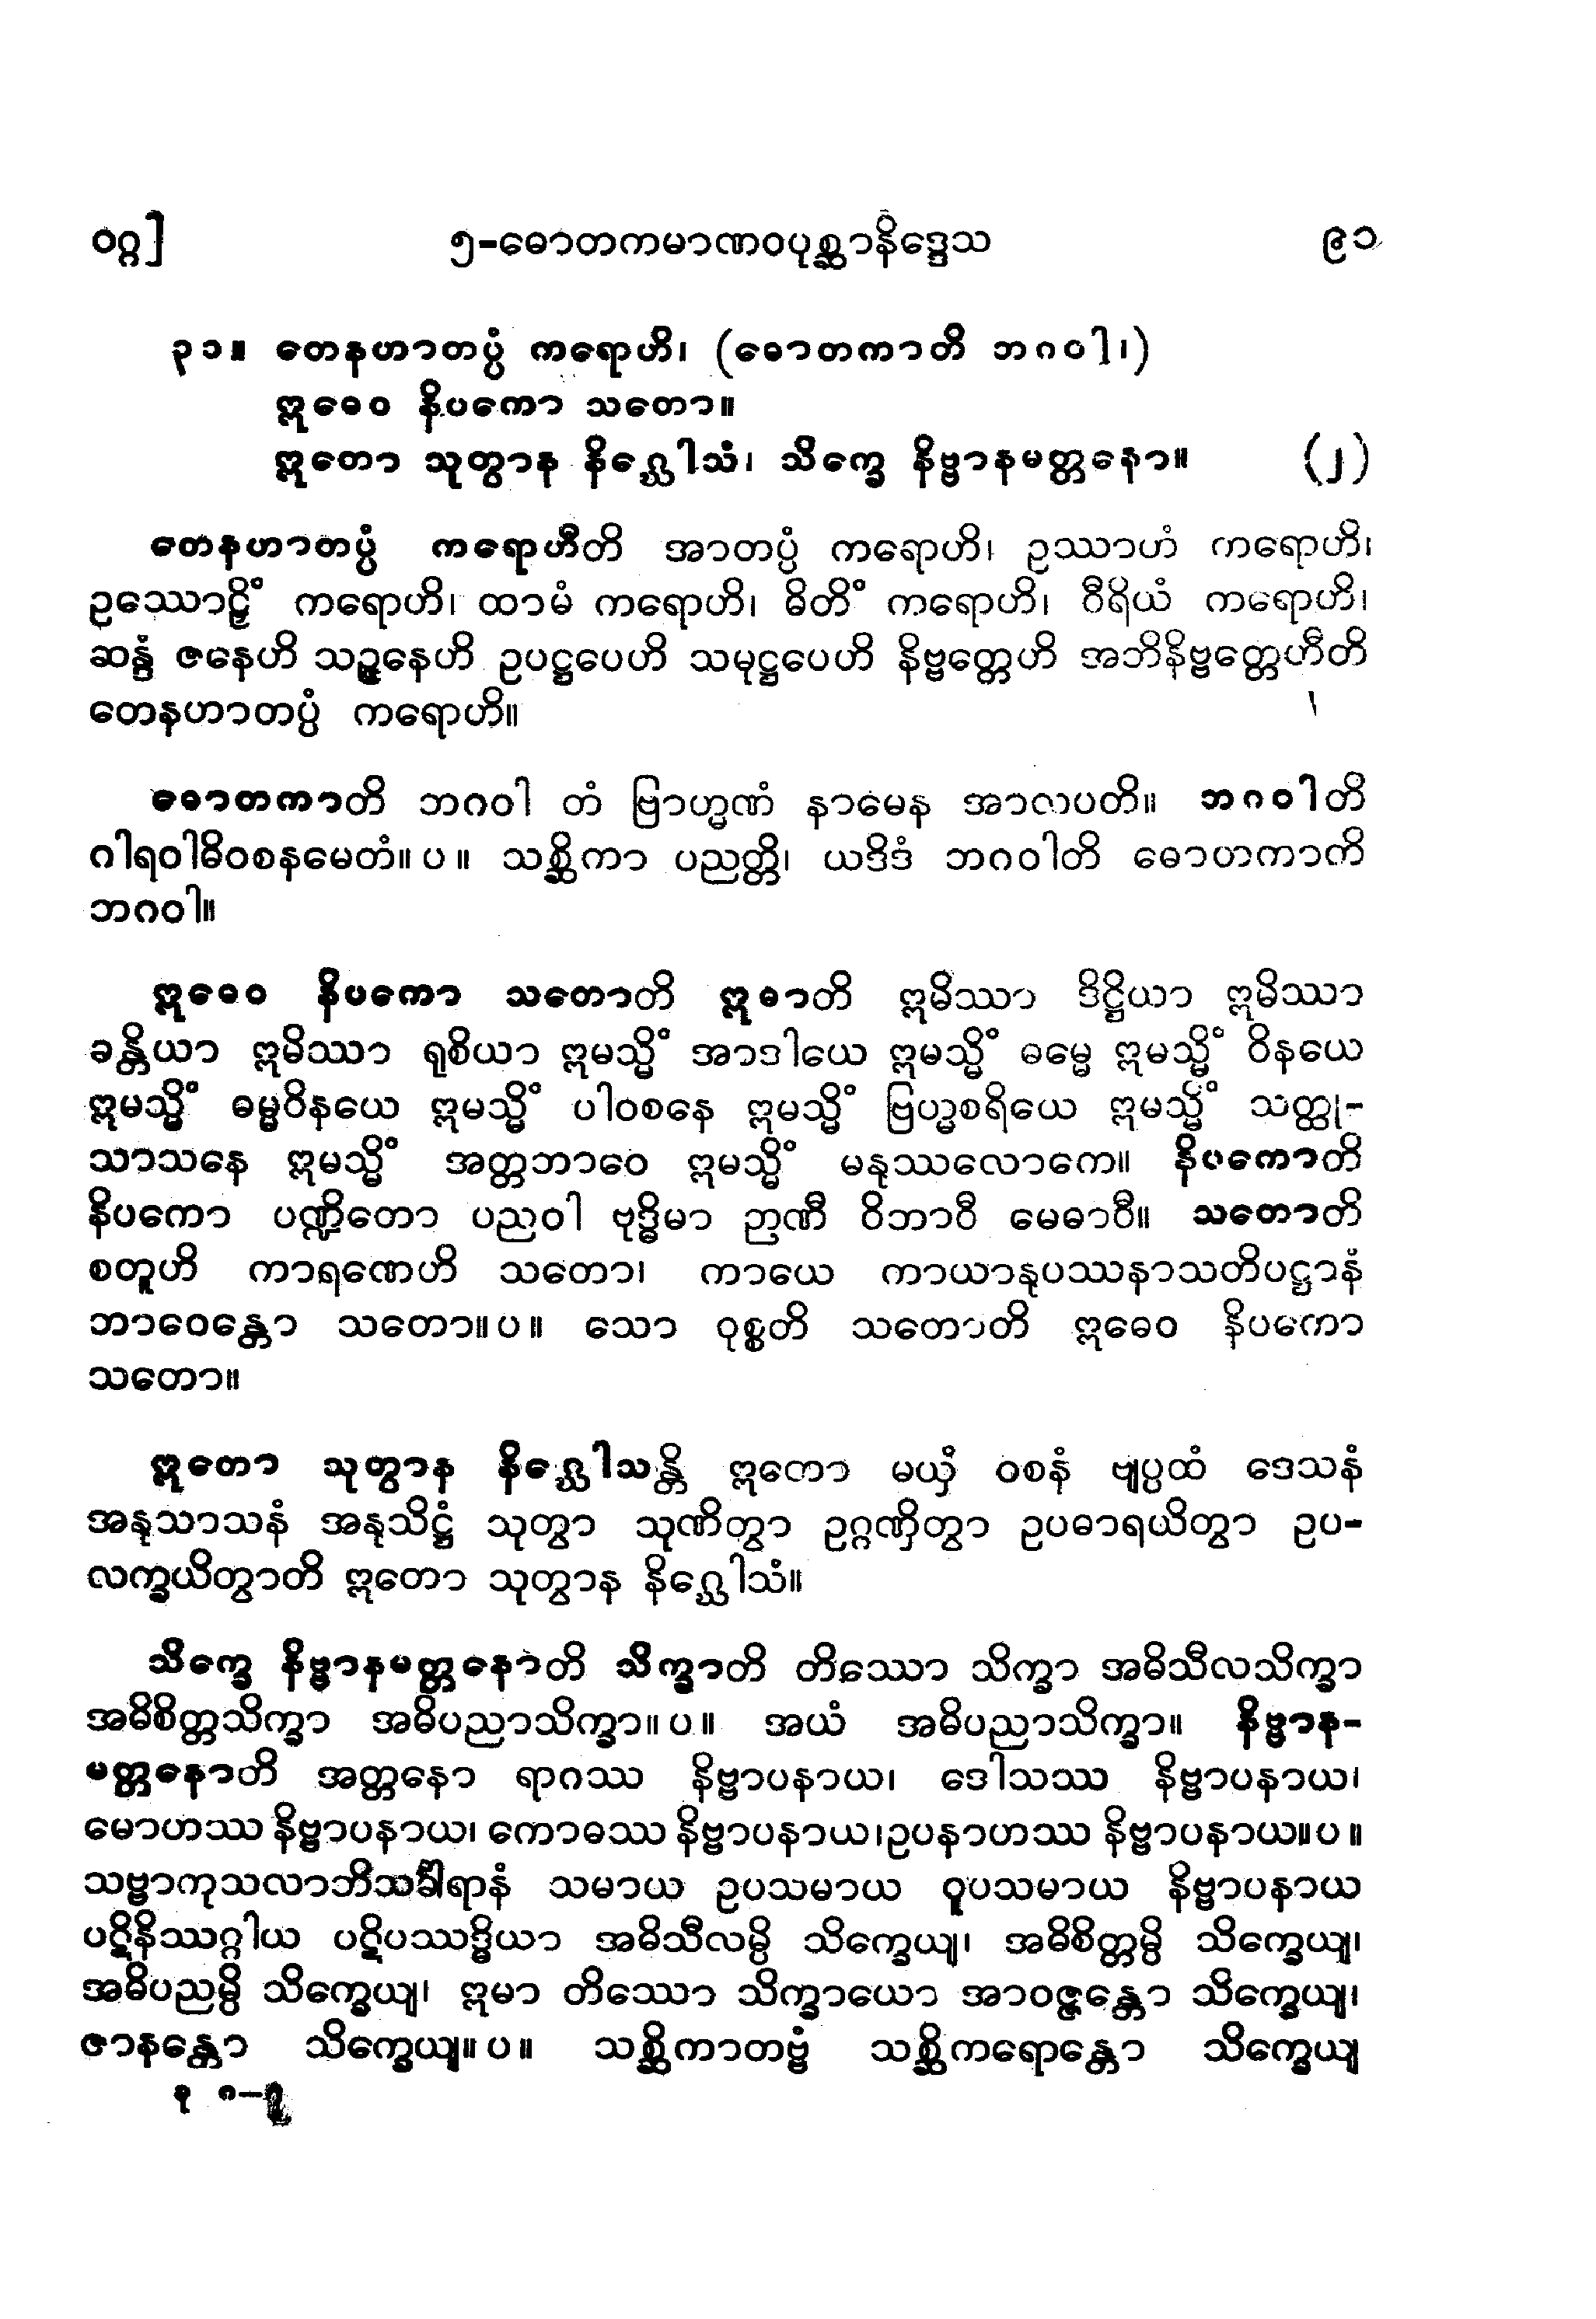 ဝဂ္ဂ] ၅-ဓောတကမာဏဝပုစ္ဆာနိဒ္ဒေသ ၉၁
၃၁။ တေနဟာတပ္ပံ ကရောဟိ၊ (ဓောတကာတိ ဘဂဝါ၊)
ဣဓေဝ နိပကော သတော။
ဣတော သုတွာန နိဂ္ဃေါသံ၊ သိက္ခေ နိဗ္ဗာနမတ္တနော။ (၂)
တေနဟာတပ္ပံ ကရောဟီတိ အာတပ္ပံ ကရောဟိ၊ ဥဿာဟံ ကရောဟိ၊
ဥဿောဠှိံ ကရောဟိ၊ ထာမံ ကရောဟိ၊ ဓိတိံ ကရောဟိ၊ ဝီရိယံ ကရောဟိ၊
ဆန္ဒံ ဇနေဟိ သဉ္ဇနေဟိ ဥပဋ္ဌပေဟိ သမုဋ္ဌပေဟိ နိဗ္ဗတ္တေဟိ အဘိနိဗ္ဗတ္တေဟီတိ
တေနဟာတပ္ပံ ကရောဟိ။
ဓောတကာတိ ဘဂဝါ တံ ဗြာဟ္မဏံ နာမေန အာလပတိ။ ဘဂဝါတိ
ဂါရဝါဓိဝစနမေတံ။ပ။ သစ္ဆိကာ ပညတ္တိ၊ ယဒိဒံ ဘဂဝါတိ ဓောတကာတိ
ဘဂဝါ။
ဣဓေဝ နိပကော သတောတိ ဣဓာတိ ဣမိဿာ ဒိဋ္ဌိယာ ဣမိဿာ
ခန္တိယာ ဣမိဿာ ရုစိယာ ဣမသ္မိံ အာဒါယေ ဣမသ္မိံ ဓမ္မေ ဣမသ္မိံ ဝိနယေ
ဣမသ္မိံ ဓမ္မဝိနယေ ဣမသ္မိံ ပါဝစနေ ဣမသ္မိံ ဗြဟ္မစရိယေ ဣမသ္မိံ သတ္ထု-
သာသနေ ဣမသ္မိံ အတ္တဘာဝေ ဣမသ္မိံ မနုဿလောကေ။ နိပကောတိ
နိပကော ပဏ္ဍိတော ပညဝါ ဗုဒ္ဓိမာ ဉာဏီ ဝိဘာဝီ မေဓာဝီ။ သတောတိ
စတူဟိ ကာရဏေဟိ သတော၊ ကာယေ ကာယာနုပဿနာသတိပဋ္ဌာနံ
ဘာဝေန္တော သတော။ပ။ သော ဝုစ္စတိ သတောတိ ဣဓေဝ နိပကော
သတော။
ဣတော သုတွာန နိဂ္ဃေါသန္တိ ဣတော မယှံ ဝစနံ ဗျပ္ပထံ ဒေသနံ
အနုသာသနံ အနုသိဋ္ဌံ သုတွာ သုဏိတွာ ဥဂ္ဂဏှိတွာ ဥပဓာရယိတွာ ဥပ-
လက္ခယိတွာတိ ဣတော သုတွာန နိဂ္ဃေါသံ။
သိက္ခေ နိဗ္ဗာနမတ္တနောတိ သိက္ခာတိ တိဿော သိက္ခာ အဓိသီလသိက္ခာ
အဓိစိတ္တသိက္ခာ အဓိပညာသိက္ခာ။ပ။ အယံ အဓိပညာသိက္ခာ။ နိဗ္ဗာန-
မတ္တနောတိ အတ္တနော ရာဂဿ နိဗ္ဗာပနာယ၊ ဒေါသဿ နိဗ္ဗာပနာယ၊
မောဟဿ နိဗ္ဗာပနာယ၊ ကောဓဿ နိဗ္ဗာပနာယ၊ ဥပနာဟဿ နိဗ္ဗာပနာယ။ပ။
သဗ္ဗာကုသလာဘိသင်္ခါရာနံ သမာယ ဥပသမာယ ဝူပသမာယ နိဗ္ဗာပနာယ
ပဋိနိဿဂ္ဂါယ ပဋိပဿဒ္ဓိယာ အဓိသီလမ္ပိ သိက္ခေယျ၊ အဓိစိတ္တမ္ပိ သိက္ခေယျ၊
အဓိပညမ္ပိ သိက္ခေယျ၊ ဣမာ တိဿော သိက္ခာယော အာဝဇ္ဇန္တော သိက္ခေယျ၊
ဇာနန္တော သိက္ခေယျ။ပ။ သစ္ဆိကာတဗ္ဗံ သစ္ဆိကရောန္တော သိက္ခေယျ